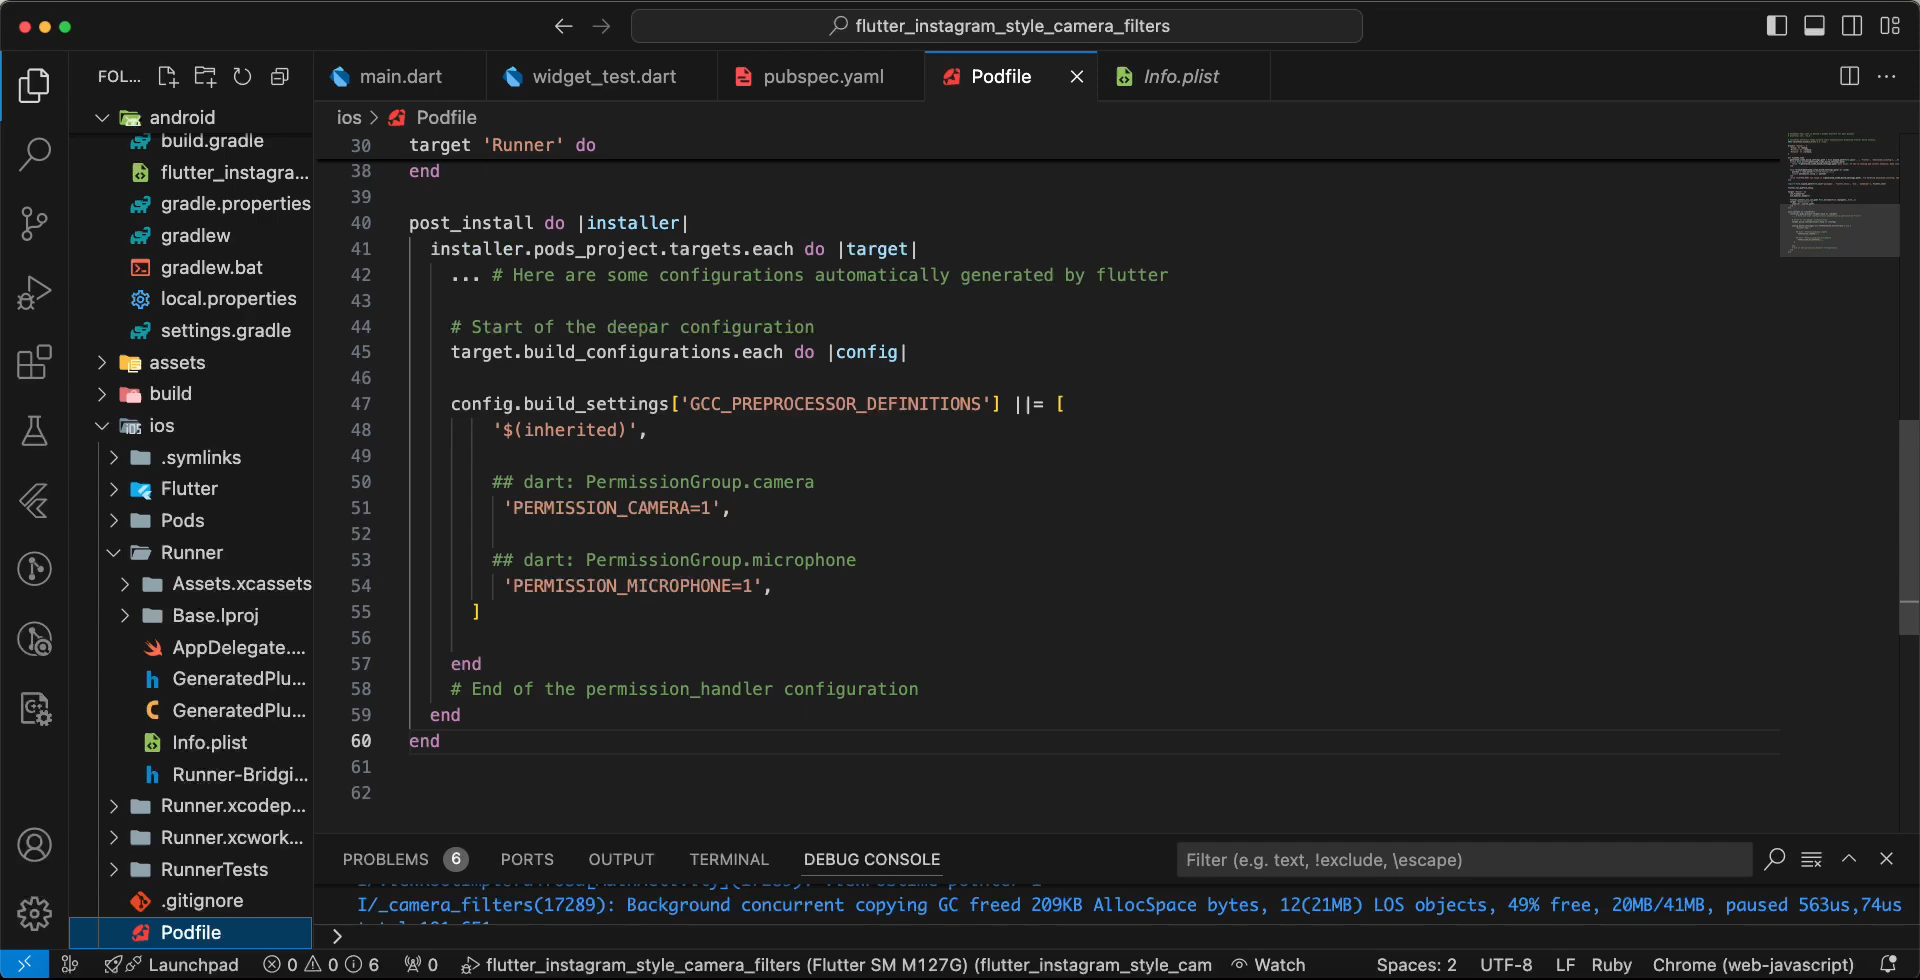 flutter_instagram_style_camera_filters
FOL...
main.dart
widget_test.dart
pubspec.yaml
Podfile
Info.plist
ios > Podfile
android
build.gradle
flutter_instagra...
gradle.properties
gradlew
gradlew.bat
local.properties
settings.gradle
assets
build
ios
.symlinks
Flutter
Pods
Runner
Assets.xcassets
Base.lproj
AppDelegate....
GeneratedPlu...
GeneratedPlu...
Info.plist
Runner-Bridgi...
Runner.xcodep...
Runner.xcwork...
RunnerTests
.gitignore
Podfile
30 target 'Runner' do
38 end
39
40 post_install do |installer|
41 installer.pods_project.targets.each do |target|
42 ... # Here are some configurations automatically generated by flutter
43
44 # Start of the deepar configuration
45 target.build_configurations.each do |config|
46
47 config.build_settings['GCC_PREPROCESSOR_DEFINITIONS'] ||= [
48 '$(inherited)',
49
50 ## dart: PermissionGroup.camera
51 'PERMISSION_CAMERA=1',
52
53 ## dart: PermissionGroup.microphone
54 'PERMISSION_MICROPHONE=1',
55 ]
56
57 end
58 # End of the permission_handler configuration
59 end
60 end
61
62
PROBLEMS 6 PORTS OUTPUT TERMINAL DEBUG CONSOLE
Filter (e.g. text, !exclude, \escape)
I/_camera_filters(17289): Background concurrent copying GC freed 209KB AllocSpace bytes, 12(21MB) LOS objects, 49% free, 20MB/41MB, paused 563us,74us
>
Launchpad 0 0 6 0 flutter_instagram_style_camera_filters (Flutter SM M127G) (flutter_instagram_style_cam Watch Spaces: 2 UTF-8 LF Ruby Chrome (web-javascript)